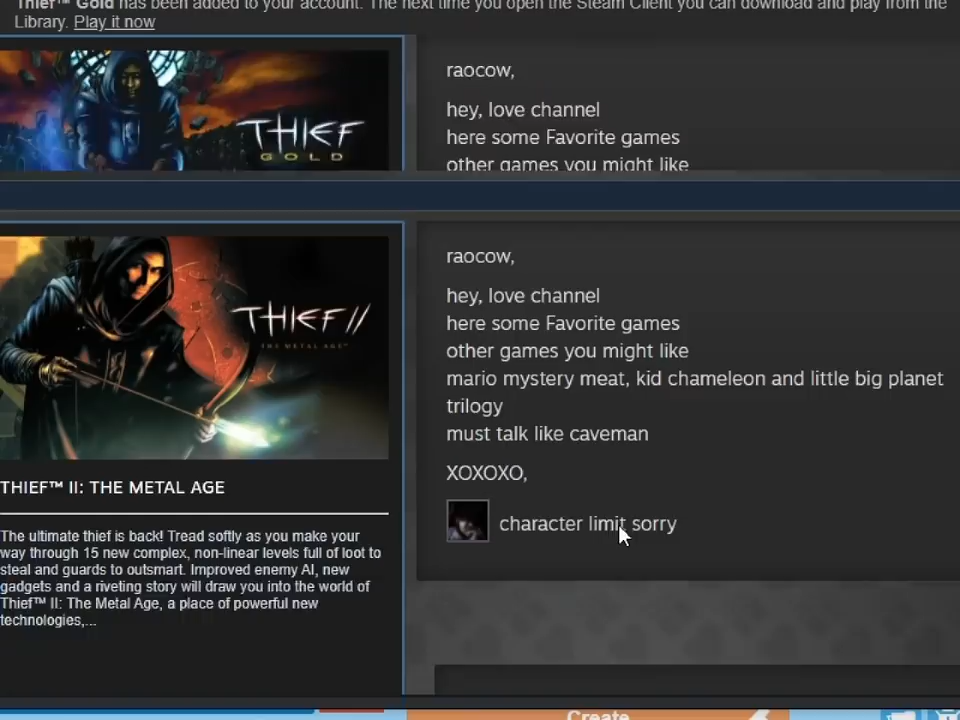 Thief™ Gold has been added to your account. The next time you open the Steam Client you can download and play from the
Library. Play it now
THIEF
GOLD
raocow,
hey, love channel
here some Favorite games
other games you might like
THIEF II
THE METAL AGE™
raocow,
hey, love channel
here some Favorite games
other games you might like
mario mystery meat, kid chameleon and little big planet
trilogy
must talk like caveman
XOXOXO,
character limit sorry
THIEF™ II: THE METAL AGE
The ultimate thief is back! Tread softly as you make your
way through 15 new complex, non-linear levels full of loot to
steal and guards to outsmart. Improved enemy AI, new
gadgets and a riveting story will draw you into the world of
Thief™ II: The Metal Age, a place of powerful new
technologies,...
Create